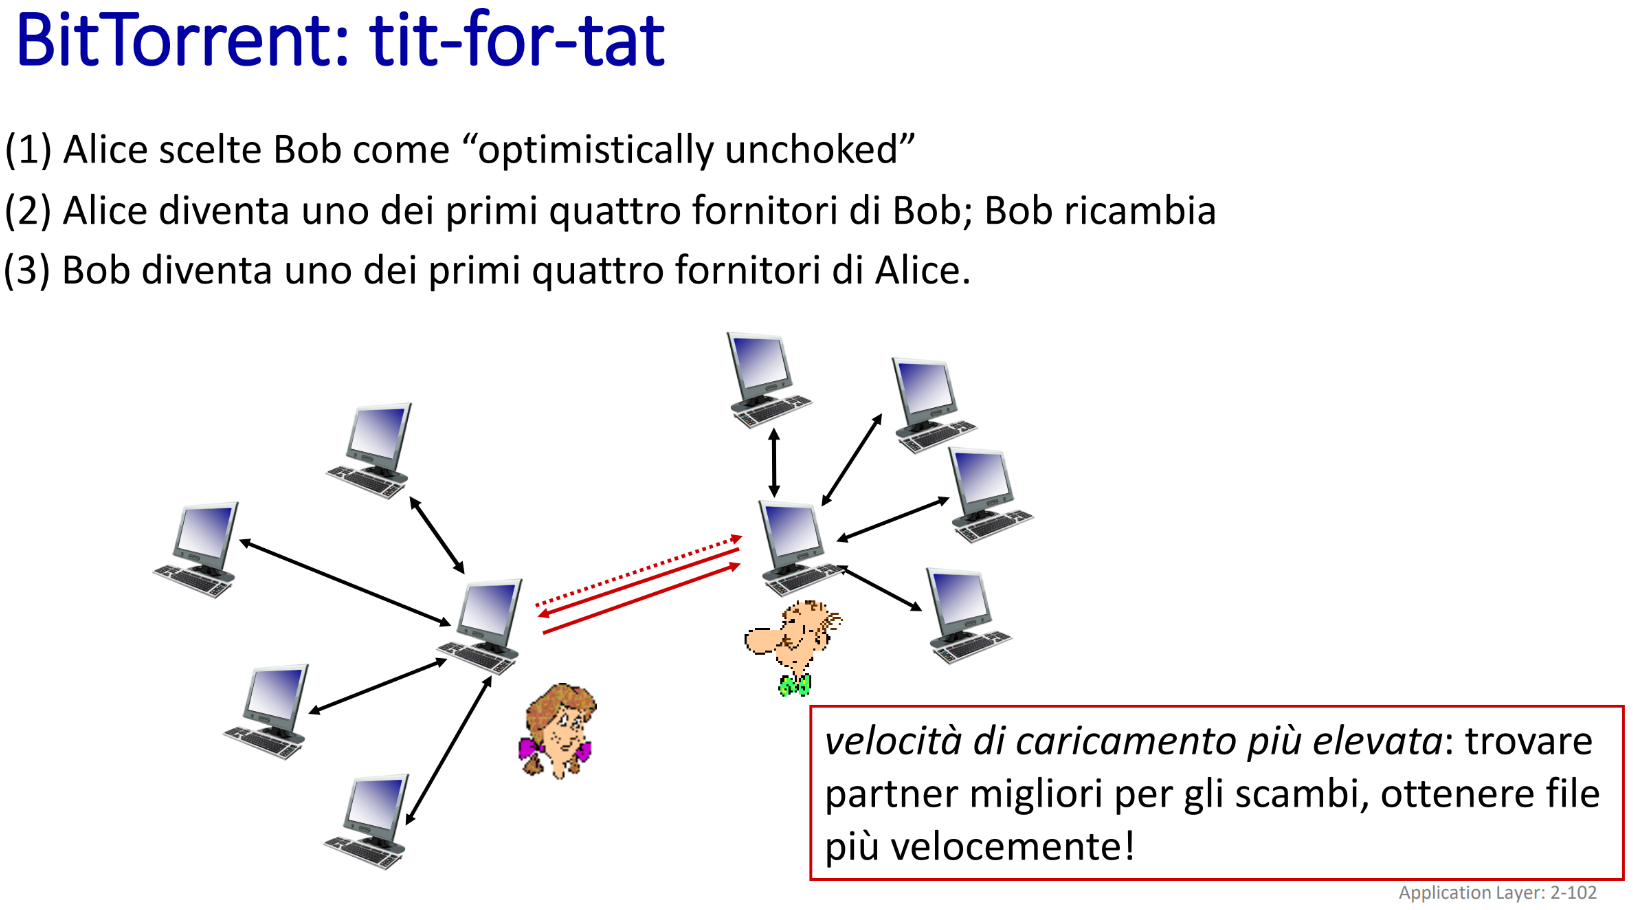 BitTorrent: tit-for-tat
(1) Alice scelte Bob come “optimistically unchoked”
(2) Alice diventa uno dei primi quattro fornitori di Bob; Bob ricambia
(3) Bob diventa uno dei primi quattro fornitori di Alice.
velocità di caricamento più elevata: trovare
partner migliori per gli scambi, ottenere file
più velocemente!
Application Layer: 2-102